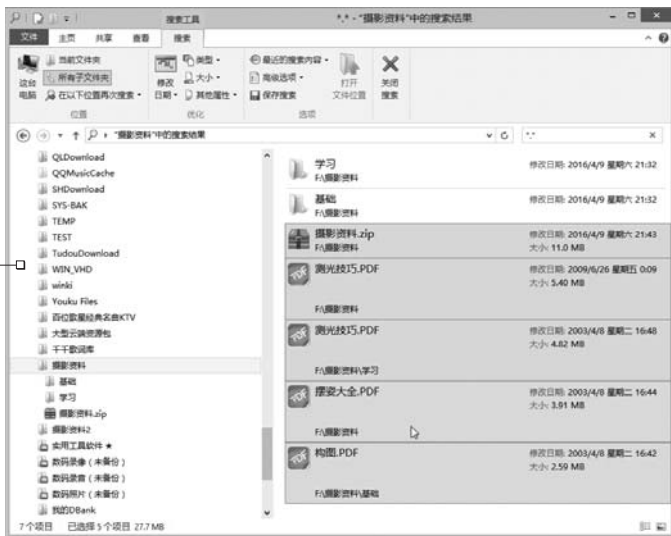 搜索工具
*.* - "摄影资料"中的搜索结果
文件 主页 共享 查看 搜索
这台电脑
当前文件夹
所有子文件夹
在以下位置再次搜索
位置
修改日期
类型
大小
其他属性
优化
最近的搜索内容
高级选项
保存搜索
打开文件位置
选项
关闭搜索
"摄影资料"中的搜索结果
*.*
QLDownload
QQMusicCache
SHDownload
SYS-BAK
TEMP
TEST
TudouDownload
WIN_VHD
winki
Youku Files
百位歌星经典名曲KTV
大型云端资源包
千千歌词库
摄影资料
基础
学习
摄影资料.zip
摄影资料2
实用工具软件 ★
数码录像（未备份）
数码录音（未备份）
数码照片（未备份）
我的DBank
学习
修改日期: 2016/4/9 星期六 21:32
F:\摄影资料
基础
修改日期: 2016/4/9 星期六 21:32
F:\摄影资料
摄影资料.zip
修改日期: 2016/4/9 星期六 21:43
F:\摄影资料
大小: 11.0 MB
测光技巧.PDF
修改日期: 2009/6/26 星期五 0:09
大小: 5.40 MB
F:\摄影资料
测光技巧.PDF
修改日期: 2003/4/8 星期二 16:48
大小: 4.82 MB
F:\摄影资料\学习
摆姿大全.PDF
修改日期: 2003/4/8 星期二 16:44
大小: 3.91 MB
F:\摄影资料
构图.PDF
修改日期: 2003/4/8 星期二 16:42
大小: 2.59 MB
F:\摄影资料\基础
7个项目 已选择 5 个项目 27.7 MB